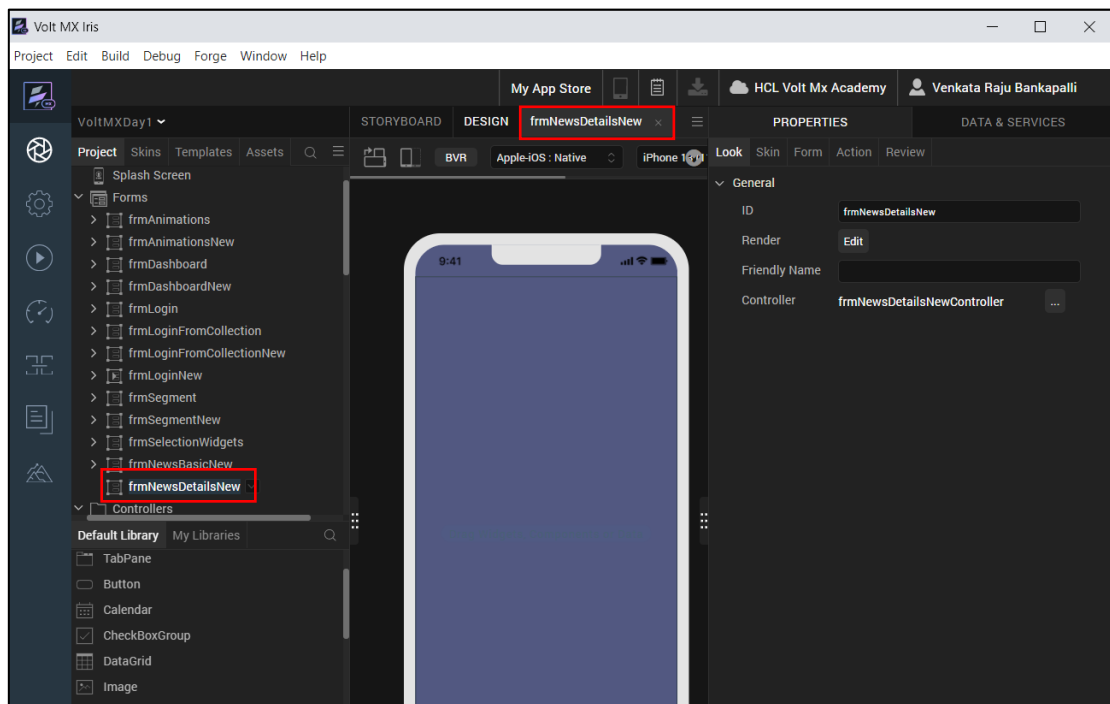 Volt MX Iris
Project Edit Build Debug Forge Window Help
My App Store HCL Volt Mx Academy Venkata Raju Bankapalli
VoltMXDay1 STORYBOARD DESIGN frmNewsDetailsNew × PROPERTIES DATA & SERVICES
Project Skins Templates Assets BVR Apple-iOS : Native Look Skin Form Action Review
Splash Screen
General
Forms
frmAnimations
ID frmNewsDetailsNew
frmAnimationsNew
Render Edit
frmDashboard
9:41
frmDashboardNew
Friendly Name
frmLogin
Controller frmNewsDetailsNewController ...
frmLoginFromCollection
frmLoginFromCollectionNew
frmLoginNew
frmSegment
frmSegmentNew
frmSelectionWidgets
frmNewsBasicNew
frmNewsDetailsNew
Controllers
Default Library My Libraries
TabPane
Button
Calendar
CheckBoxGroup
DataGrid
Image